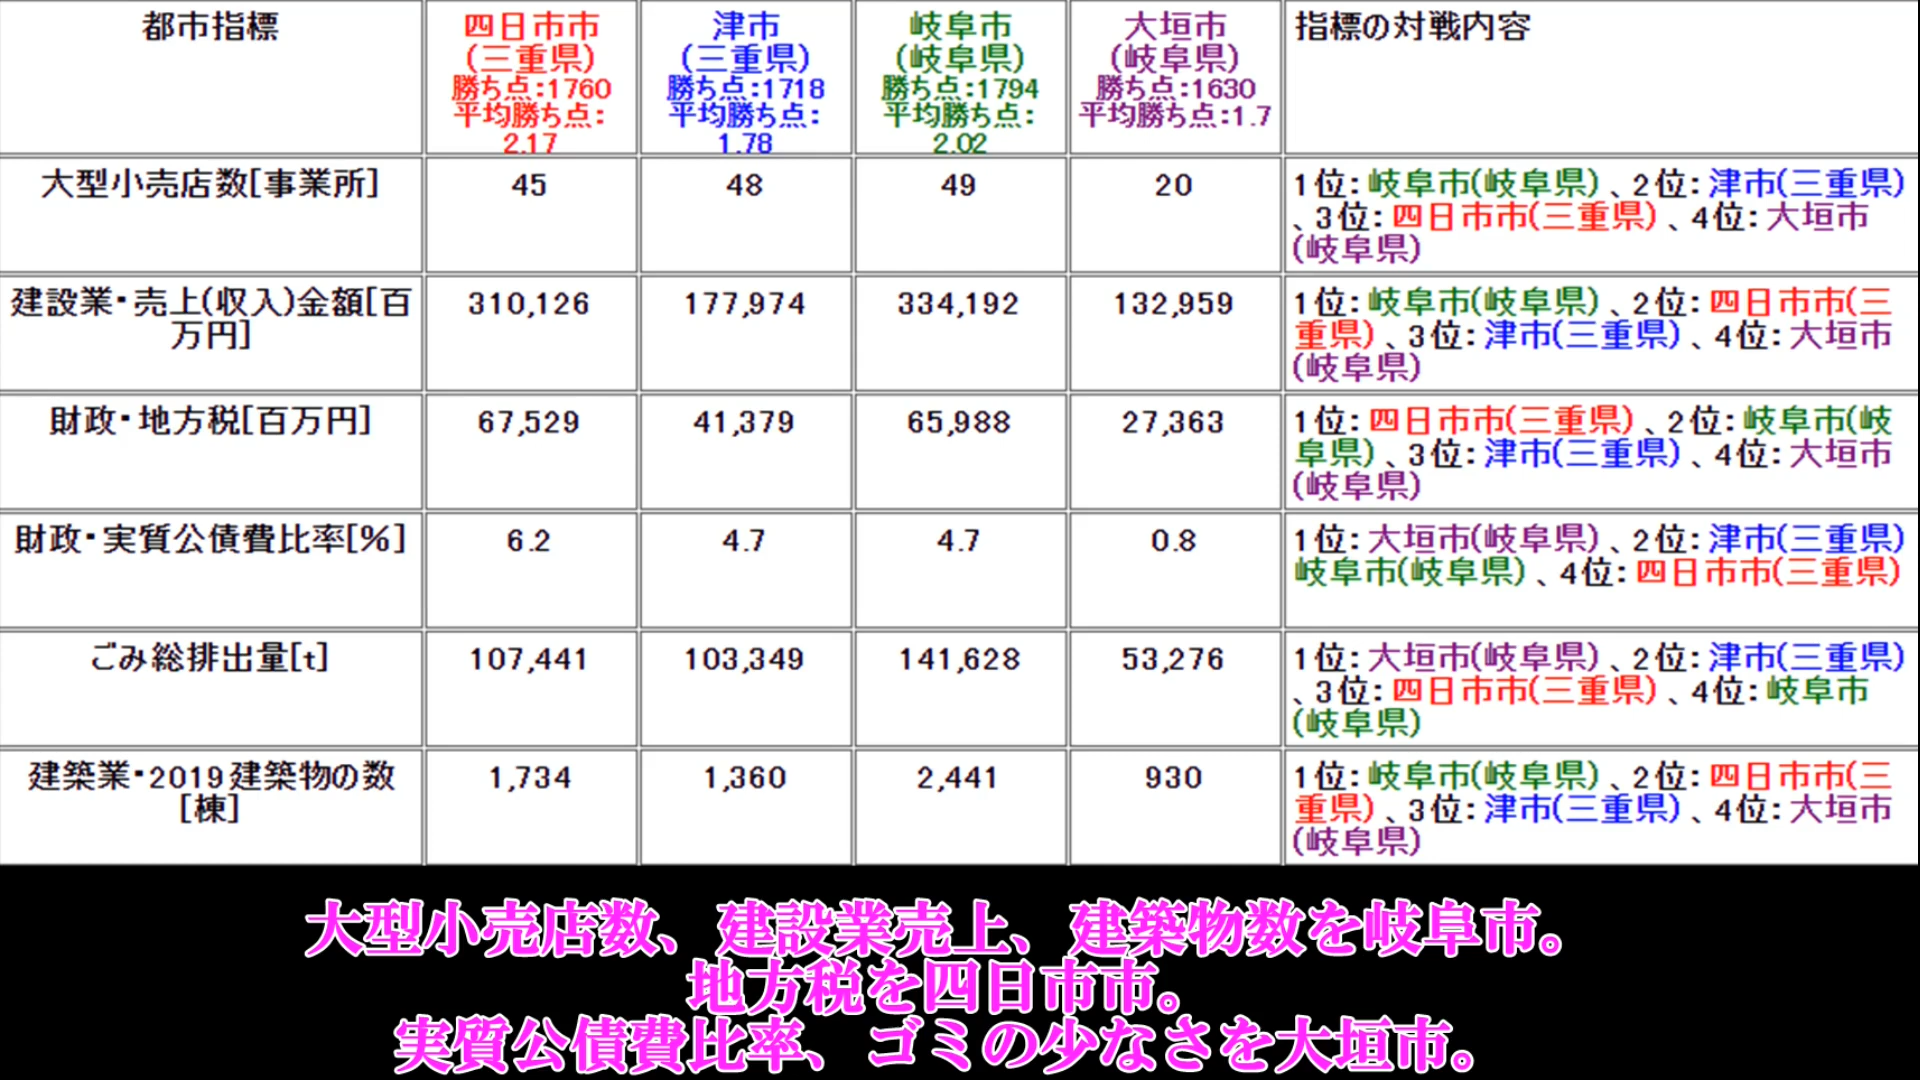 都市指標
四日市市
(三重県)
勝ち点:1760
平均勝ち点:
2.17
津市
(三重県)
勝ち点:1718
平均勝ち点:
1.78
岐阜市
(岐阜県)
勝ち点:1794
平均勝ち点:
2.02
大垣市
(岐阜県)
勝ち点:1630
平均勝ち点:1.7
指標の対戦内容
大型小売店数[事業所]
45
48
49
20
1位:岐阜市(岐阜県)、2位:津市(三重県)
、3位:四日市市(三重県)、4位:大垣市
(岐阜県)
建設業・売上(収入)金額[百
万円]
310,126
177,974
334,192
132,959
1位:岐阜市(岐阜県)、2位:四日市市(三
重県)、3位:津市(三重県)、4位:大垣市
(岐阜県)
財政・地方税[百万円]
67,529
41,379
65,988
27,363
1位:四日市市(三重県)、2位:岐阜市(岐
阜県)、3位:津市(三重県)、4位:大垣市
(岐阜県)
財政・実質公債費比率[%]
6.2
4.7
4.7
0.8
1位:大垣市(岐阜県)、2位:津市(三重県)
岐阜市(岐阜県)、4位:四日市市(三重県)
ごみ総排出量[t]
107,441
103,349
141,628
53,276
1位:大垣市(岐阜県)、2位:津市(三重県)
、3位:四日市市(三重県)、4位:岐阜市
(岐阜県)
建築業・2019建築物の数
[棟]
1,734
1,360
2,441
930
1位:岐阜市(岐阜県)、2位:四日市市(三
重県)、3位:津市(三重県)、4位:大垣市
(岐阜県)
大型小売店数、建設業売上、建築物数を岐阜市。
地方税を四日市市。
実質公債費比率、ゴミの少なさを大垣市。